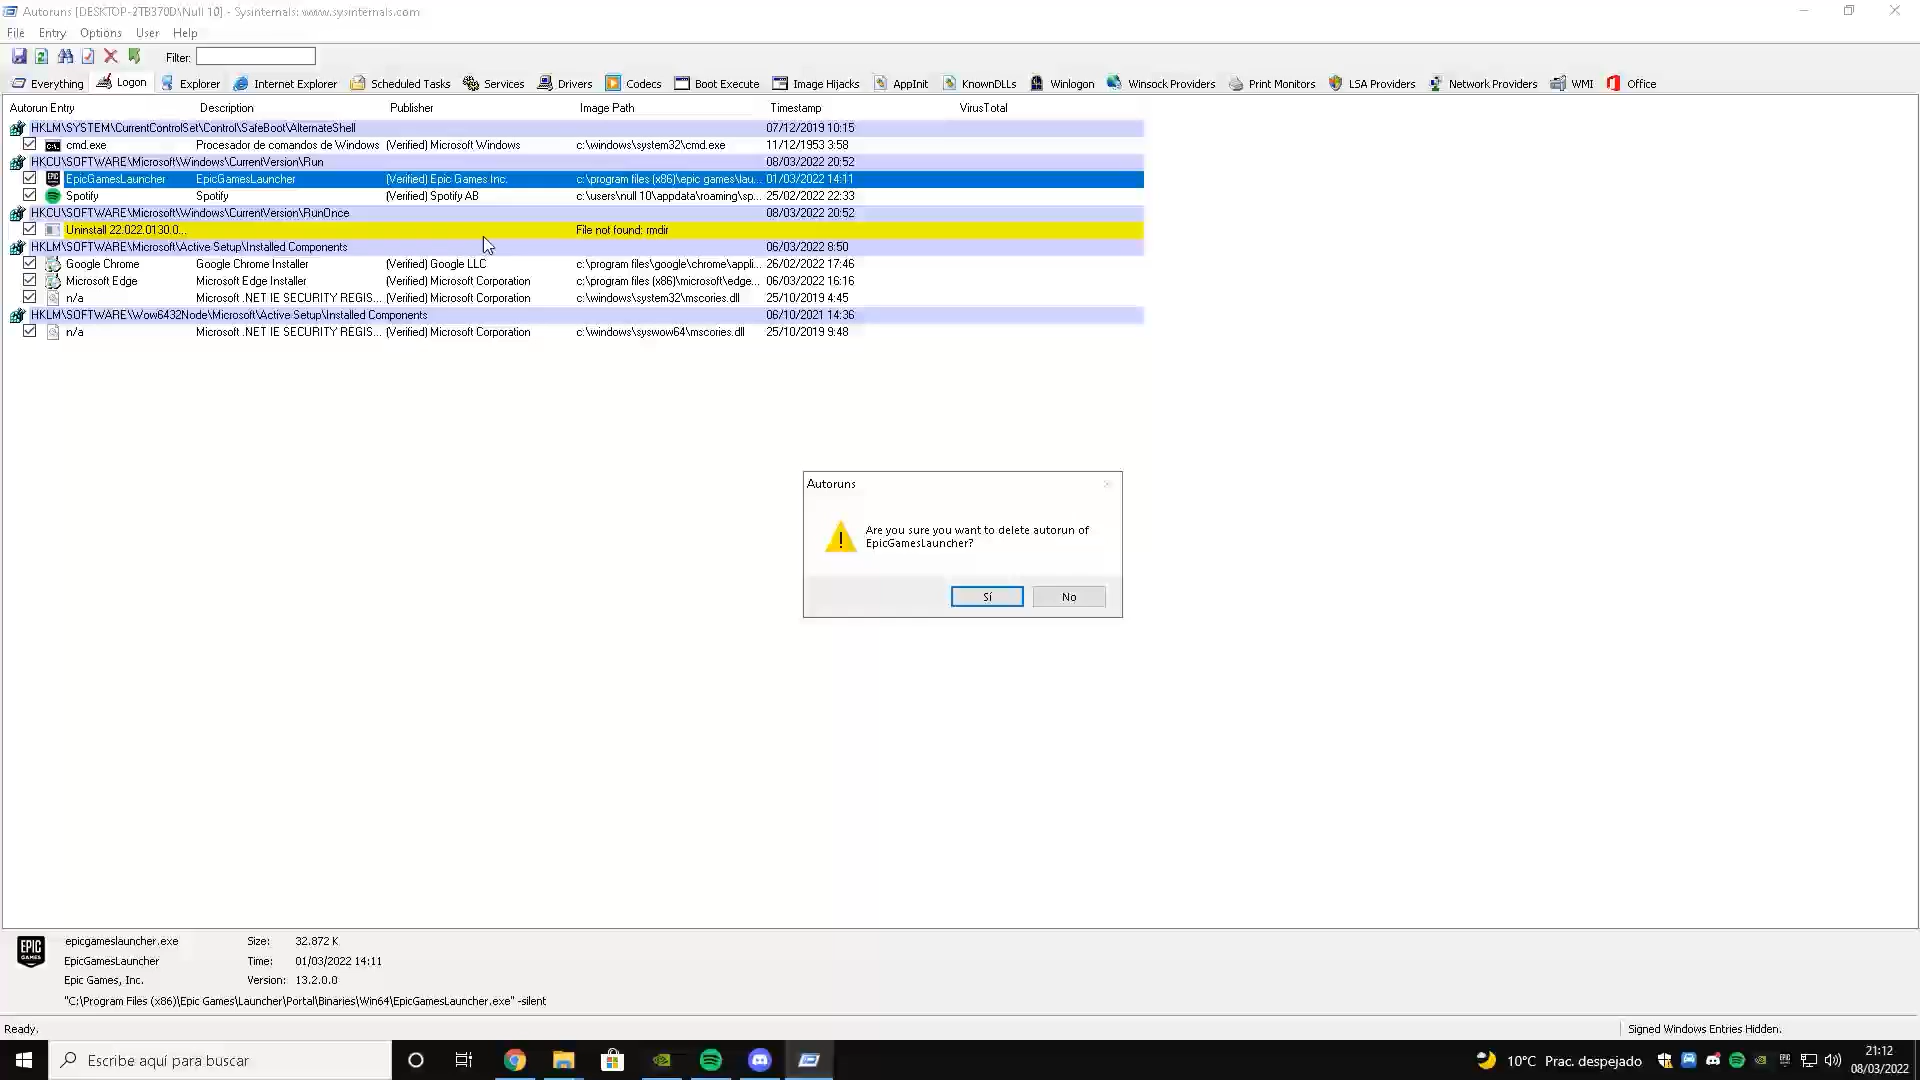 Autoruns [DESKTOP-2TB370D\Null 10] - Sysinternals: www.sysinternals.com
File Entry Options User Help
Filter:
Everything Logon Explorer Internet Explorer Scheduled Tasks Services Drivers Codecs Boot Execute Image Hijacks AppInit KnownDLLs Winlogon Winsock Providers Print Monitors LSA Providers Network Providers WMI Office
Autorun Entry Description Publisher Image Path Timestamp VirusTotal
HKLM\SYSTEM\CurrentControlSet\Control\SafeBoot\AlternateShell 07/12/2019 10:15
cmd.exe Procesador de comandos de Windows (Verified) Microsoft Windows c:\windows\system32\cmd.exe 11/12/1953 3:58
HKCU\SOFTWARE\Microsoft\Windows\CurrentVersion\Run 08/03/2022 20:52
EpicGamesLauncher EpicGamesLauncher (Verified) Epic Games Inc. c:\program files (x86)\epic games\lau... 01/03/2022 14:11
Spotify Spotify (Verified) Spotify AB c:\users\null 10\appdata\roaming\sp... 25/02/2022 22:33
HKCU\SOFTWARE\Microsoft\Windows\CurrentVersion\RunOnce 08/03/2022 20:52
Uninstall 22.022.0130.0... File not found: rmdir
HKLM\SOFTWARE\Microsoft\Active Setup\Installed Components 06/03/2022 8:50
Google Chrome Google Chrome Installer (Verified) Google LLC c:\program files\google\chrome\appli... 26/02/2022 17:46
Microsoft Edge Microsoft Edge Installer (Verified) Microsoft Corporation c:\program files (x86)\microsoft\edge... 06/03/2022 16:16
n/a Microsoft .NET IE SECURITY REGIS... (Verified) Microsoft Corporation c:\windows\system32\mscories.dll 25/10/2019 4:45
HKLM\SOFTWARE\Wow6432Node\Microsoft\Active Setup\Installed Components 06/10/2021 14:36
n/a Microsoft .NET IE SECURITY REGIS... (Verified) Microsoft Corporation c:\windows\syswow64\mscories.dll 25/10/2019 9:48
Autoruns
Are you sure you want to delete autorun of
EpicGamesLauncher?
Sí No
EPIC GAMES
epicgameslauncher.exe Size: 32.872 K
EpicGamesLauncher Time: 01/03/2022 14:11
Epic Games, Inc. Version: 13.2.0.0
"C:\Program Files (x86)\Epic Games\Launcher\Portal\Binaries\Win64\EpicGamesLauncher.exe" -silent
Ready. Signed Windows Entries Hidden.
Escribe aquí para buscar 10°C Prac. despejado 21:12
08/03/2022